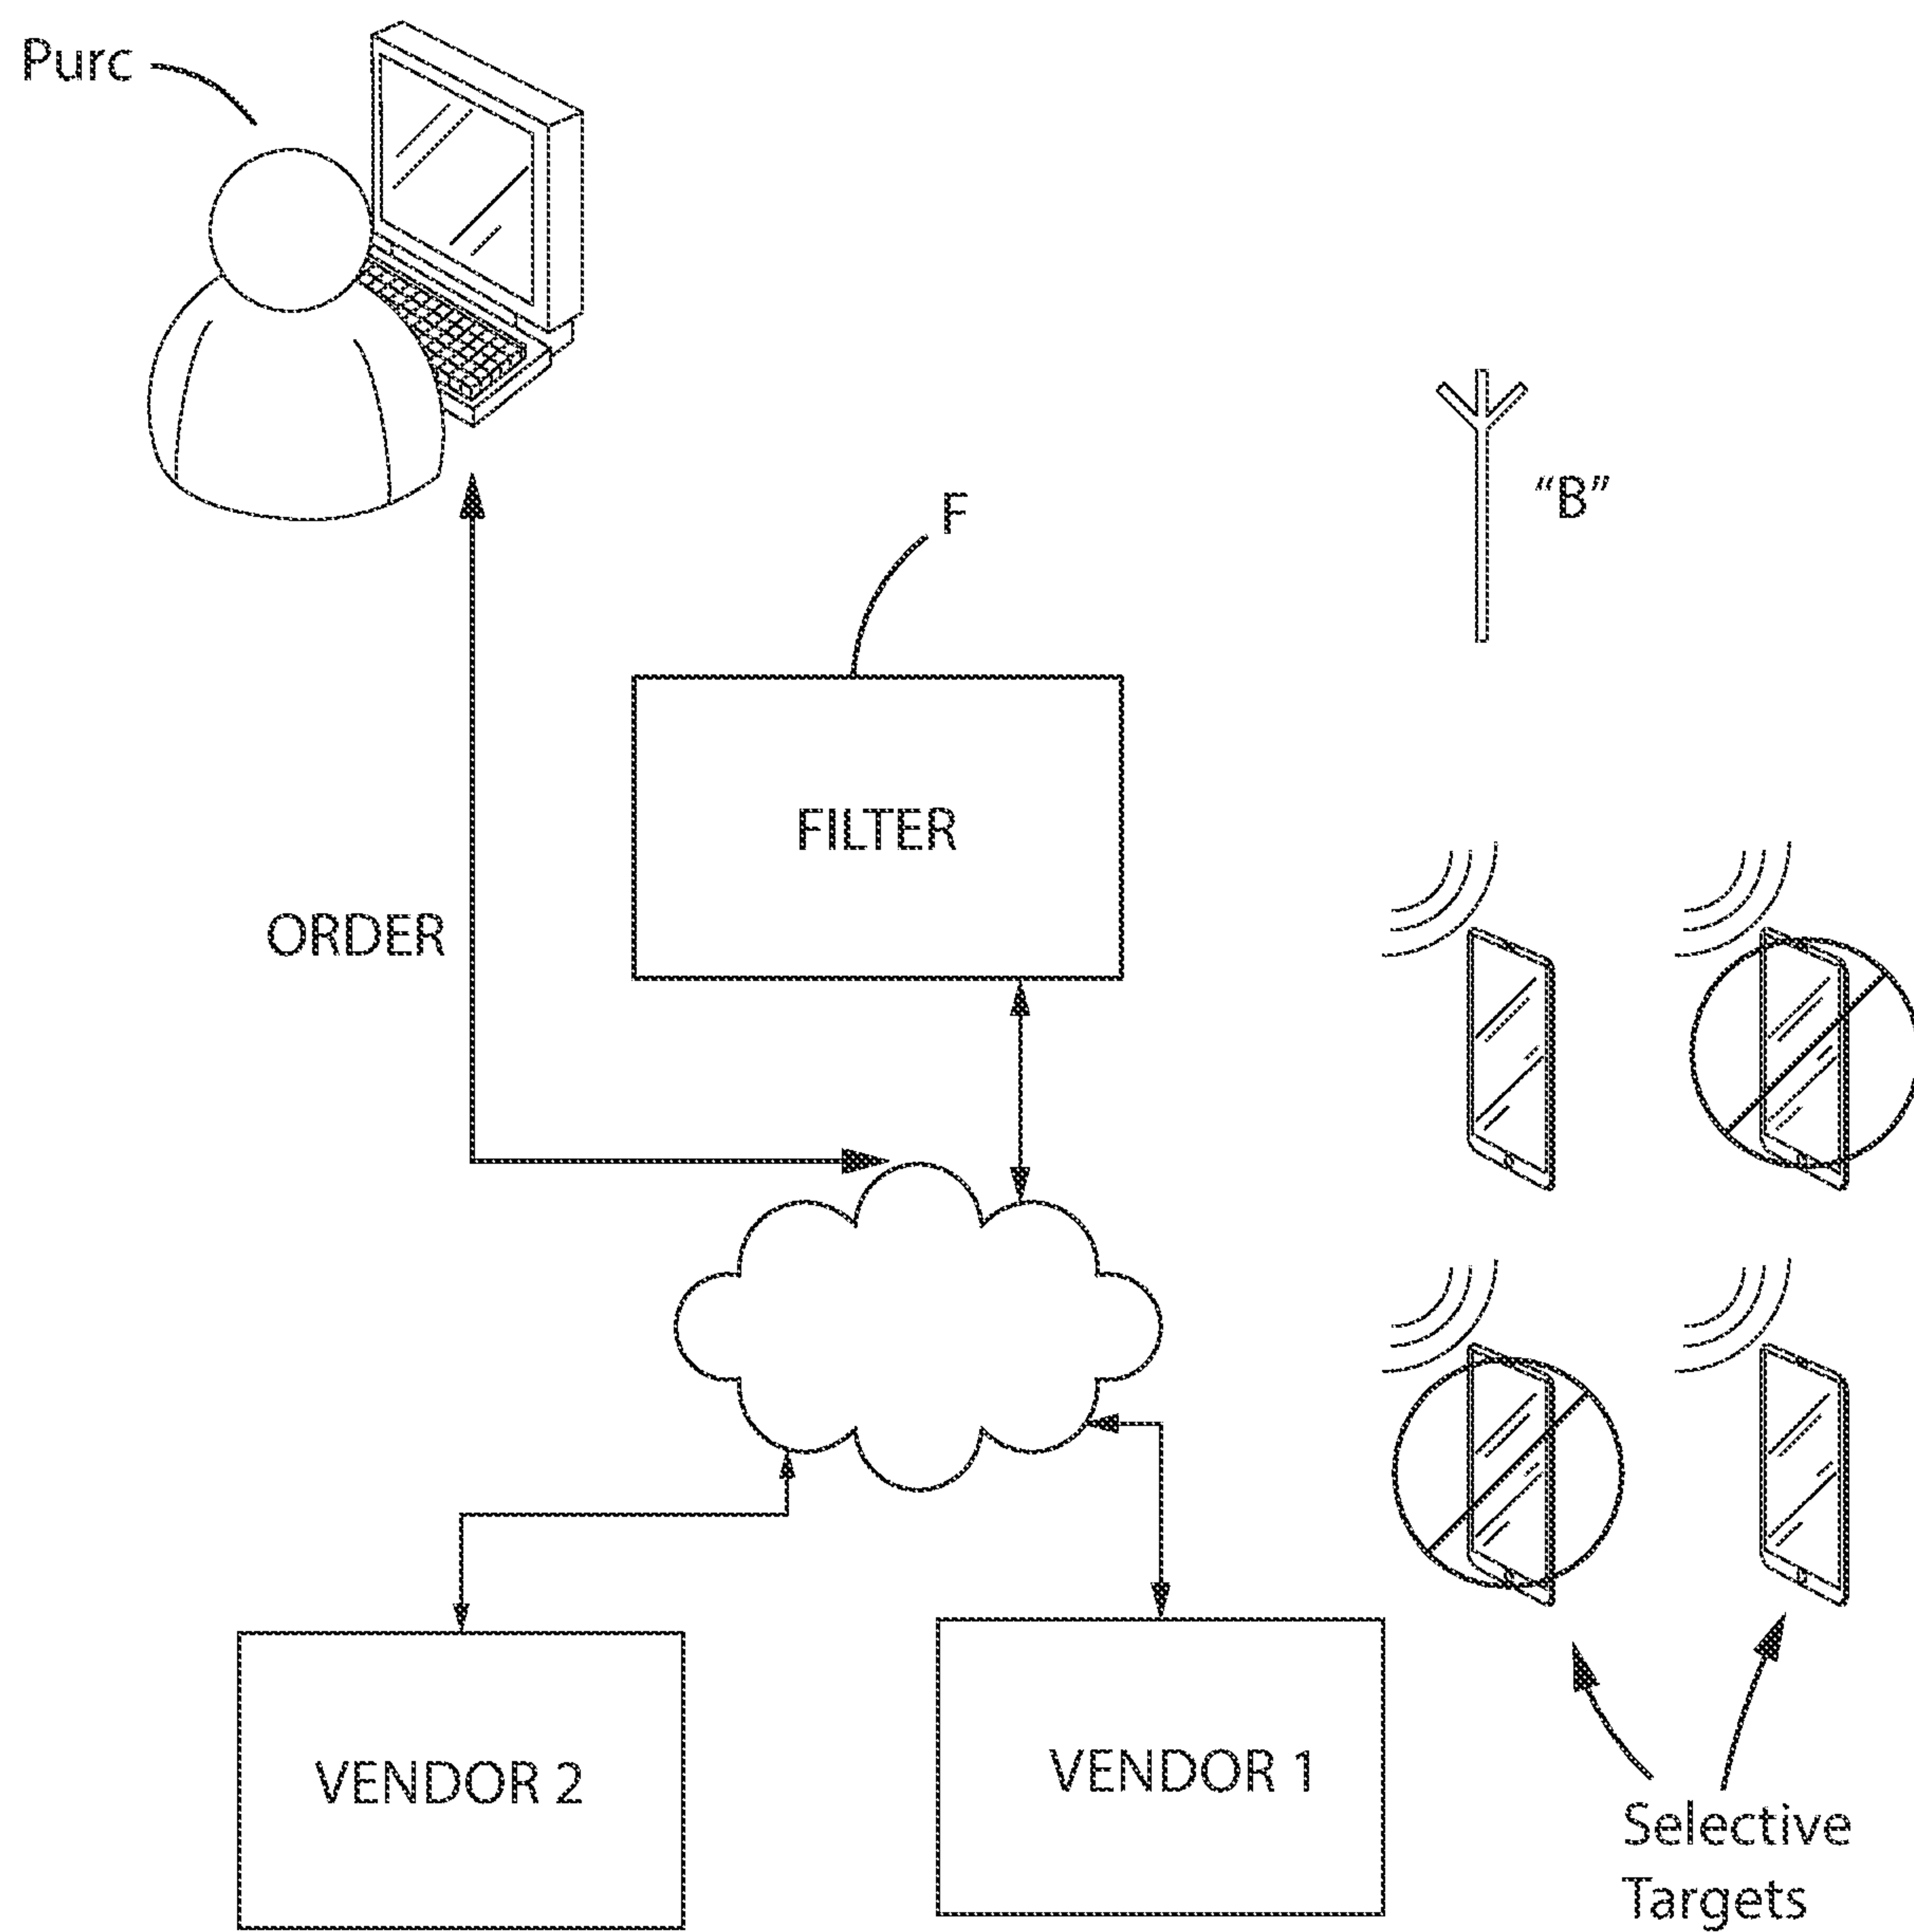 Purc
“B”
F
FILTER
ORDER
VENDOR 2
VENDOR 1
Selective
Targets